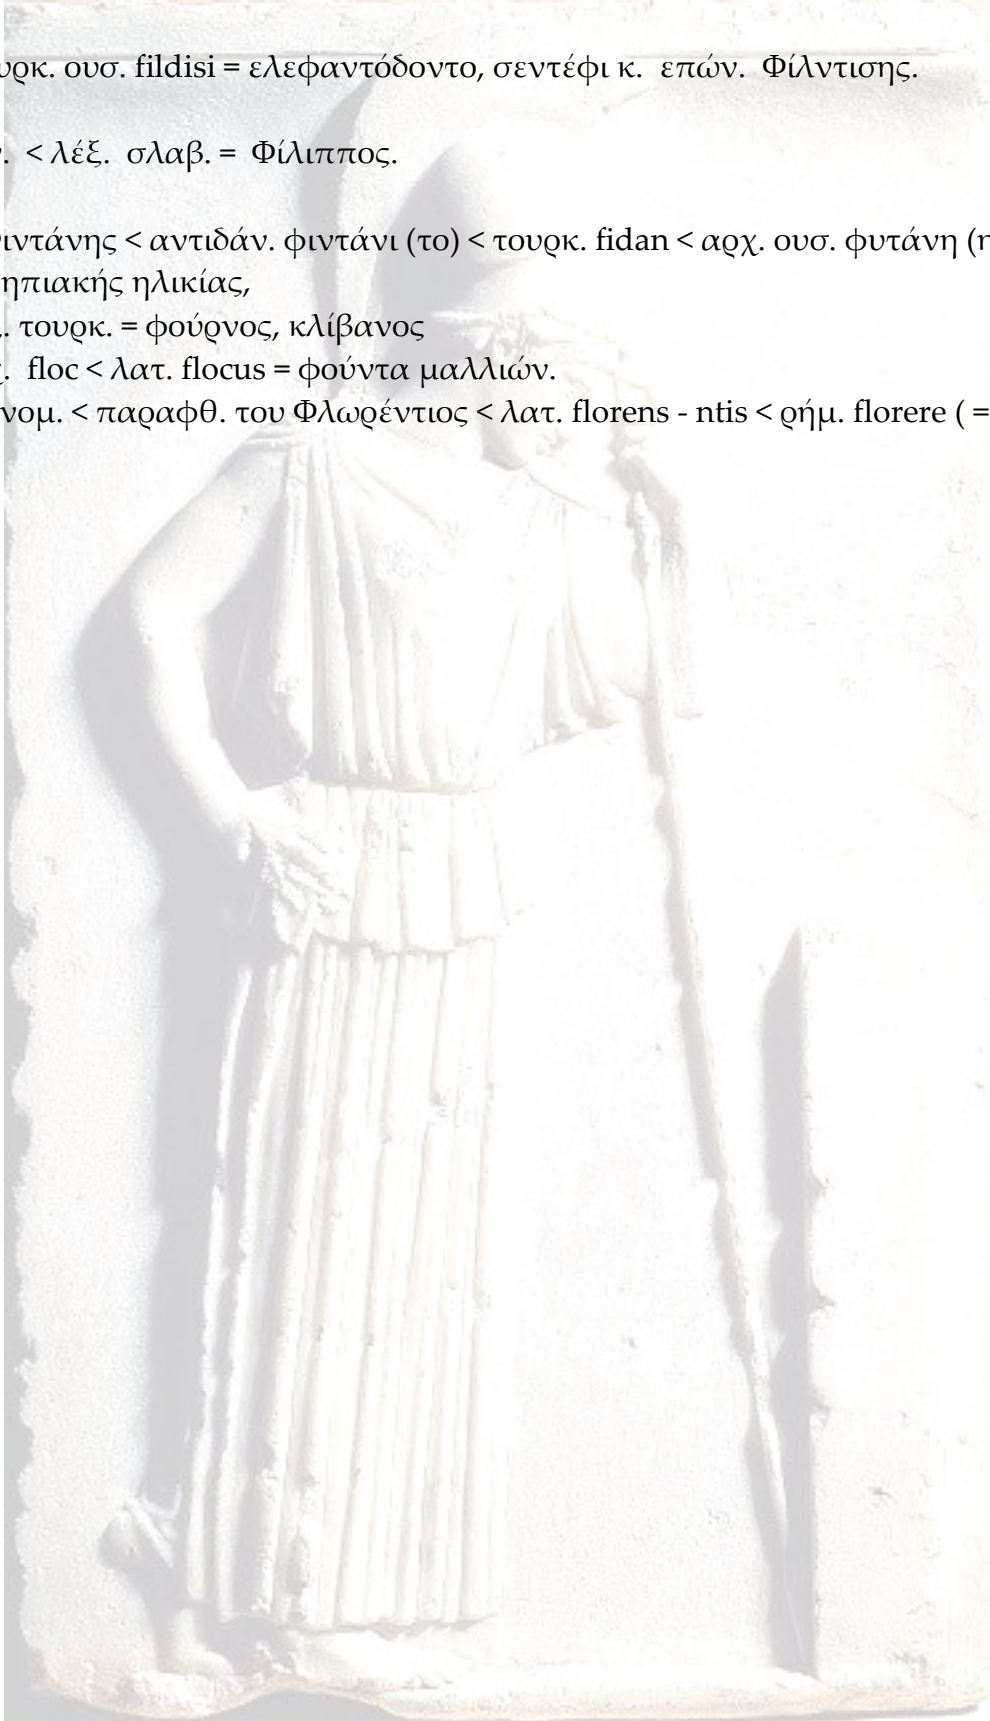 υρκ. ουσ. fildisi = ελεφαντόδοντο, σεντέφι κ. επών. Φίλντισης.
. < λέξ. σλαβ. = Φίλιππος.
ιντάνης < αντιδάν. φιντάνι (το) < τουρκ. fidan < αρχ. ουσ. φυτάνη (η
ηπιακής ηλικίας,
. τουρκ. = φούρνος, κλίβανος
. floc < λατ. flocus = φούντα μαλλιών.
νομ. < παραφθ. του Φλωρέντιος < λατ. florens - ntis < ρήμ. florere ( =